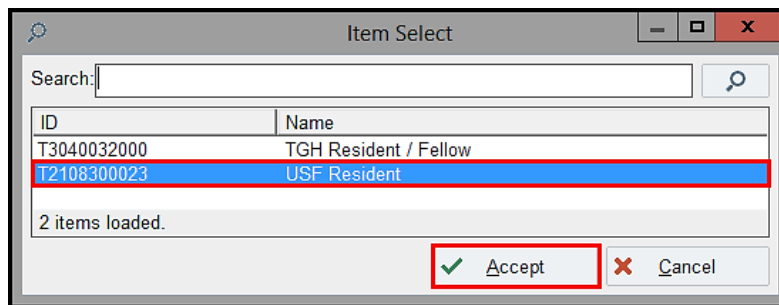 Item Select
Search:
ID Name
T3040032000 TGH Resident / Fellow
T2108300023 USF Resident
2 items loaded.
Accept Cancel